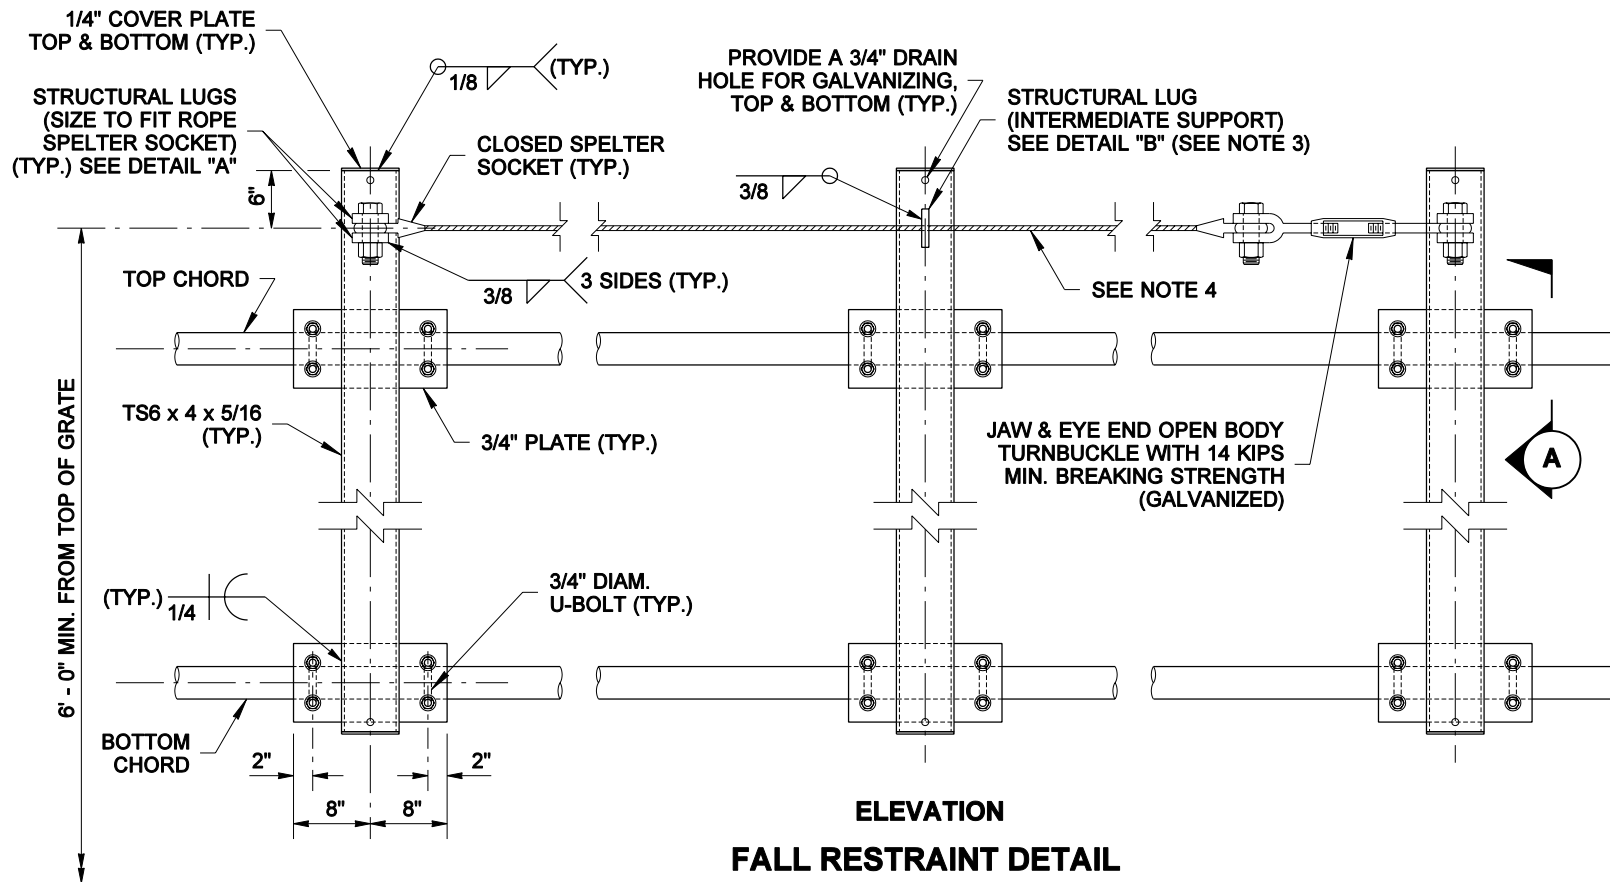 1/4" COVER PLATE
TOP & BOTTOM (TYP.)
1/8
(TYP.)
STRUCTURAL LUGS
(SIZE TO FIT ROPE
SPELTER SOCKET)
(TYP.) SEE DETAIL "A"
CLOSED SPELTER
SOCKET (TYP.)
PROVIDE A 3/4" DRAIN
HOLE FOR GALVANIZING,
TOP & BOTTOM (TYP.)
STRUCTURAL LUG
(INTERMEDIATE SUPPORT)
SEE DETAIL "B" (SEE NOTE 3)
6"
3/8
TOP CHORD
3/8
3 SIDES (TYP.)
SEE NOTE 4
TS6 x 4 x 5/16
(TYP.)
3/4" PLATE (TYP.)
JAW & EYE END OPEN BODY
TURNBUCKLE WITH 14 KIPS
MIN. BREAKING STRENGTH
(GALVANIZED)
A
6' - 0" MIN. FROM TOP OF GRATE
(TYP.)
1/4
3/4" DIAM.
U-BOLT (TYP.)
BOTTOM
CHORD
2"
2"
8"
8"
ELEVATION
FALL RESTRAINT DETAIL